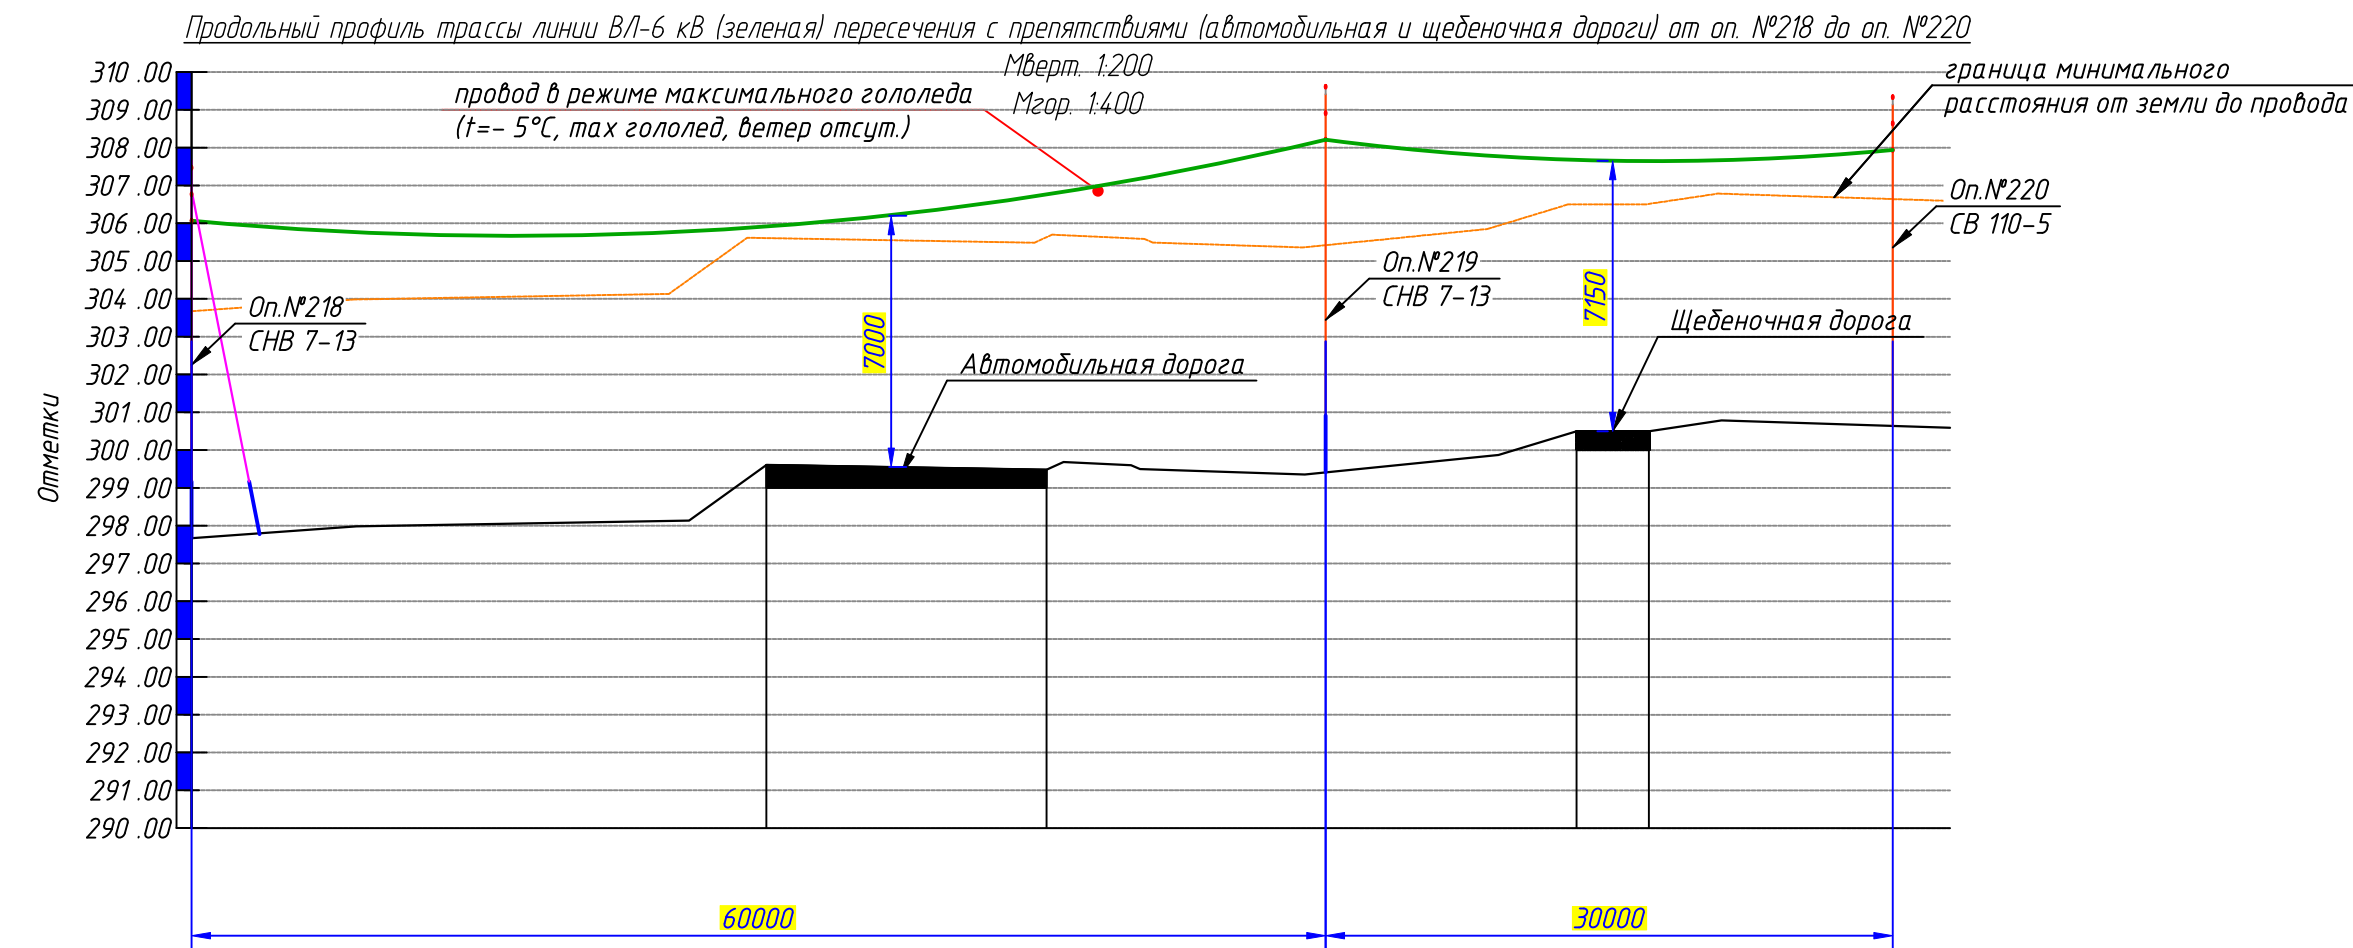 Продольный профиль трассы линии ВЛ-6 кВ (зеленая) пересечения с препятствиями (автомобильная и щебеночная дороги) от оп. №218 до оп. №220
Мверт. 1:200
Мгор. 1:400
провод в режиме максимального гололеда
(t=- 5°С, max гололед, ветер отсут.)
граница минимального
расстояния от земли до провода
Оп.№220
СВ 110-5
Оп.№219
СНВ 7-13
Оп.№218
СНВ 7-13
Щебеночная дорога
Автомобильная дорога
7000
7150
Отметки
310 .00
309 .00
308 .00
307 .00
306 .00
305 .00
304 .00
303 .00
302 .00
301 .00
300 .00
299 .00
298 .00
297 .00
296 .00
295 .00
294 .00
293 .00
292 .00
291 .00
290 .00
60000
30000